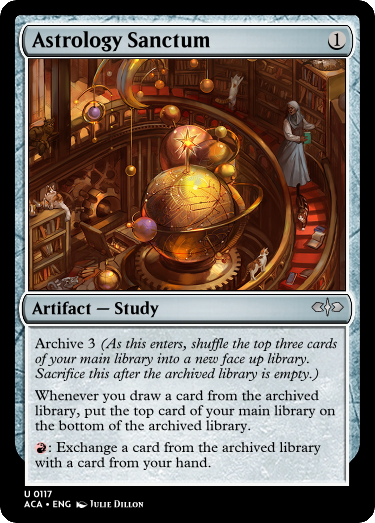 Astrology Sanctum 1
Artifact — Study
Archive 3 (As this enters, shuffle the top three cards
of your main library into a new face up library.
Sacrifice this after the archived library is empty.)
Whenever you draw a card from the archived
library, put the top card of your main library on
the bottom of the archived library.
: Exchange a card from the archived library
with a card from your hand.
U 0117
ACA • ENG Julie Dillon